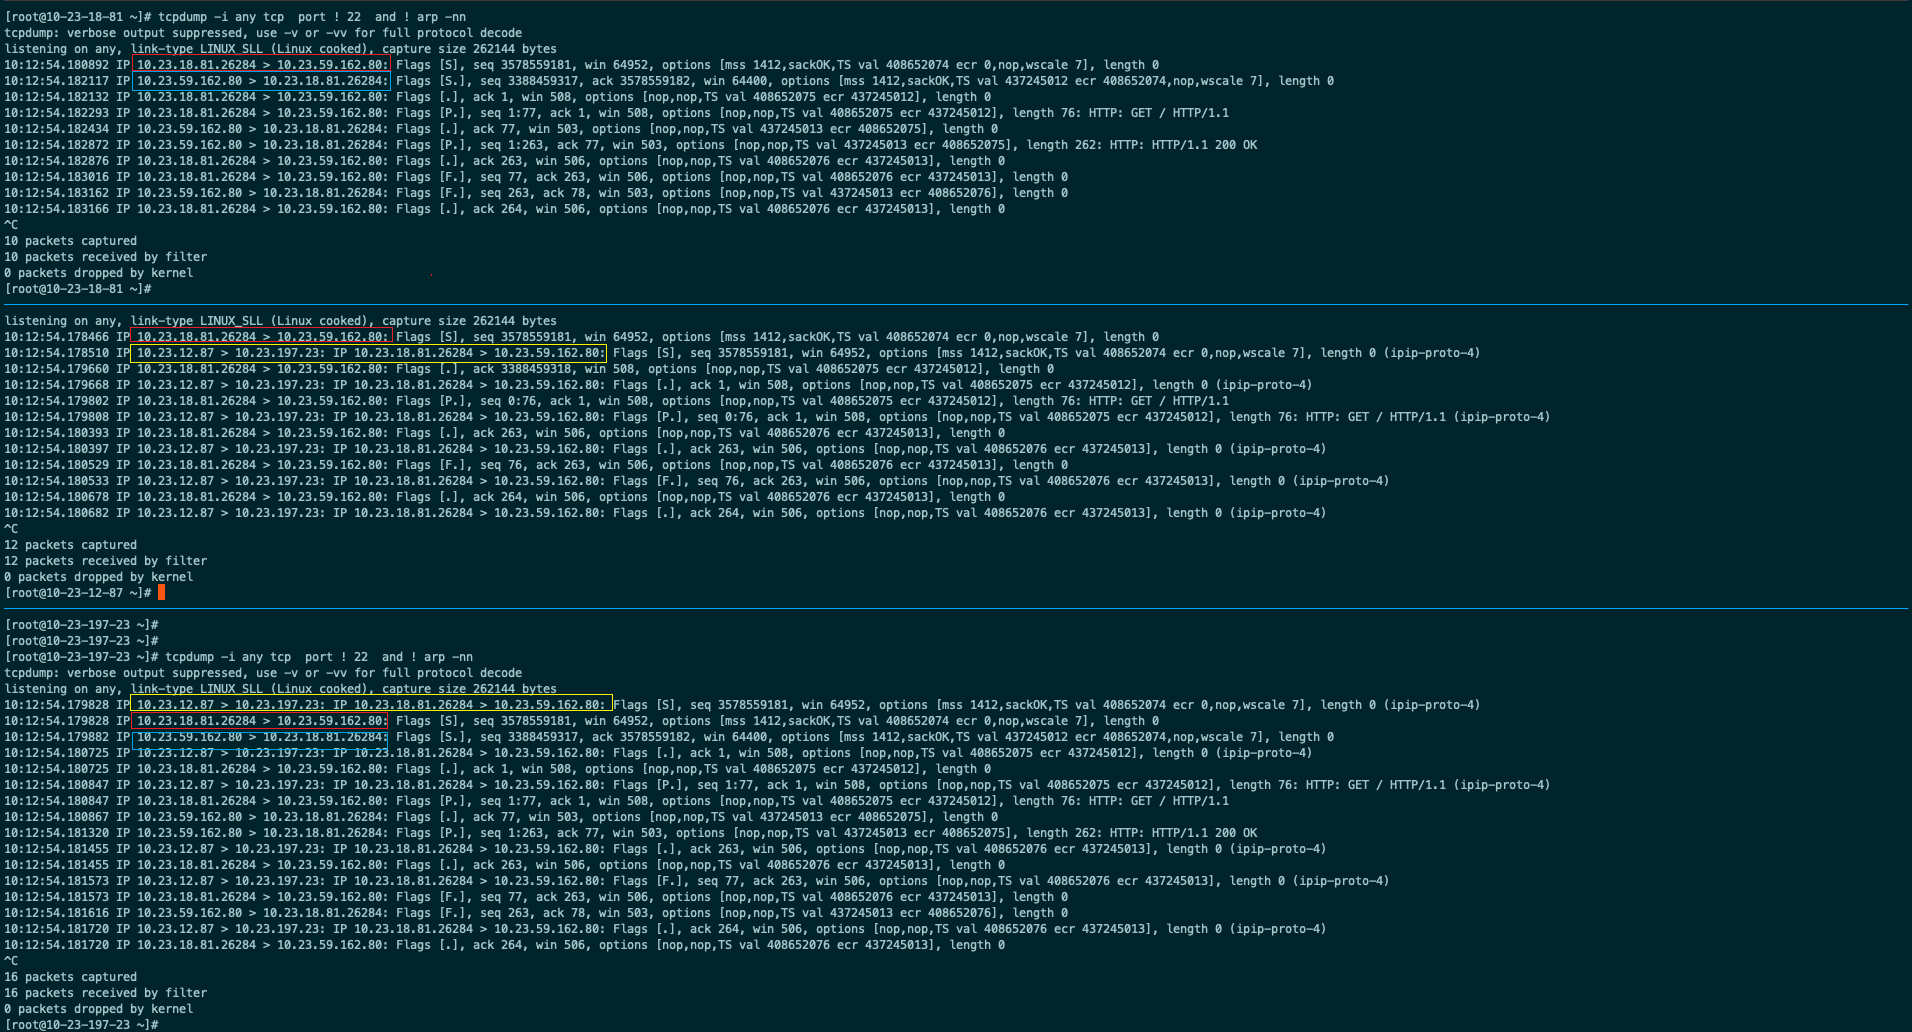 [root@10-23-18-81 ~]# tcpdump -i any tcp  port ! 22  and ! arp -nn
tcpdump: verbose output suppressed, use -v or -vv for full protocol decode
listening on any, link-type LINUX_SLL (Linux cooked), capture size 262144 bytes
10:12:54.180892 IP 10.23.18.81.26284 > 10.23.59.162.80: Flags [S], seq 3578559181, win 64952, options [mss 1412,sackOK,TS val 408652074 ecr 0,nop,wscale 7], length 0
10:12:54.182117 IP 10.23.59.162.80 > 10.23.18.81.26284: Flags [S.], seq 3388459317, ack 3578559182, win 64400, options [mss 1412,sackOK,TS val 437245012 ecr 408652074,nop,wscale 7], length 0
10:12:54.182132 IP 10.23.18.81.26284 > 10.23.59.162.80: Flags [.], ack 1, win 508, options [nop,nop,TS val 408652075 ecr 437245012], length 0
10:12:54.182293 IP 10.23.18.81.26284 > 10.23.59.162.80: Flags [P.], seq 1:77, ack 1, win 508, options [nop,nop,TS val 408652075 ecr 437245012], length 76: HTTP: GET / HTTP/1.1
10:12:54.182434 IP 10.23.59.162.80 > 10.23.18.81.26284: Flags [.], ack 77, win 503, options [nop,nop,TS val 437245013 ecr 408652075], length 0
10:12:54.182872 IP 10.23.59.162.80 > 10.23.18.81.26284: Flags [P.], seq 1:263, ack 77, win 503, options [nop,nop,TS val 437245013 ecr 408652075], length 262: HTTP: HTTP/1.1 200 OK
10:12:54.182876 IP 10.23.18.81.26284 > 10.23.59.162.80: Flags [.], ack 263, win 506, options [nop,nop,TS val 408652076 ecr 437245013], length 0
10:12:54.183016 IP 10.23.18.81.26284 > 10.23.59.162.80: Flags [F.], seq 77, ack 263, win 506, options [nop,nop,TS val 408652076 ecr 437245013], length 0
10:12:54.183162 IP 10.23.59.162.80 > 10.23.18.81.26284: Flags [F.], seq 263, ack 78, win 503, options [nop,nop,TS val 437245013 ecr 408652076], length 0
10:12:54.183166 IP 10.23.18.81.26284 > 10.23.59.162.80: Flags [.], ack 264, win 506, options [nop,nop,TS val 408652076 ecr 437245013], length 0
^C
10 packets captured
10 packets received by filter
0 packets dropped by kernel
[root@10-23-18-81 ~]#
listening on any, link-type LINUX_SLL (Linux cooked), capture size 262144 bytes
10:12:54.178466 IP 10.23.18.81.26284 > 10.23.59.162.80: Flags [S], seq 3578559181, win 64952, options [mss 1412,sackOK,TS val 408652074 ecr 0,nop,wscale 7], length 0
10:12:54.178510 IP 10.23.12.87 > 10.23.197.23: IP 10.23.18.81.26284 > 10.23.59.162.80: Flags [S], seq 3578559181, win 64952, options [mss 1412,sackOK,TS val 408652074 ecr 0,nop,wscale 7], length 0 (ipip-proto-4)
10:12:54.179660 IP 10.23.18.81.26284 > 10.23.59.162.80: Flags [.], ack 3388459318, win 508, options [nop,nop,TS val 408652075 ecr 437245012], length 0
10:12:54.179668 IP 10.23.12.87 > 10.23.197.23: IP 10.23.18.81.26284 > 10.23.59.162.80: Flags [.], ack 1, win 508, options [nop,nop,TS val 408652075 ecr 437245012], length 0 (ipip-proto-4)
10:12:54.179802 IP 10.23.18.81.26284 > 10.23.59.162.80: Flags [P.], seq 0:76, ack 1, win 508, options [nop,nop,TS val 408652075 ecr 437245012], length 76: HTTP: GET / HTTP/1.1
10:12:54.179808 IP 10.23.12.87 > 10.23.197.23: IP 10.23.18.81.26284 > 10.23.59.162.80: Flags [P.], seq 0:76, ack 1, win 508, options [nop,nop,TS val 408652075 ecr 437245012], length 76: HTTP: GET / HTTP/1.1 (ipip-proto-4)
10:12:54.180393 IP 10.23.18.81.26284 > 10.23.59.162.80: Flags [.], ack 263, win 506, options [nop,nop,TS val 408652076 ecr 437245013], length 0
10:12:54.180397 IP 10.23.12.87 > 10.23.197.23: IP 10.23.18.81.26284 > 10.23.59.162.80: Flags [.], ack 263, win 506, options [nop,nop,TS val 408652076 ecr 437245013], length 0 (ipip-proto-4)
10:12:54.180529 IP 10.23.18.81.26284 > 10.23.59.162.80: Flags [F.], seq 76, ack 263, win 506, options [nop,nop,TS val 408652076 ecr 437245013], length 0
10:12:54.180533 IP 10.23.12.87 > 10.23.197.23: IP 10.23.18.81.26284 > 10.23.59.162.80: Flags [F.], seq 76, ack 263, win 506, options [nop,nop,TS val 408652076 ecr 437245013], length 0 (ipip-proto-4)
10:12:54.180678 IP 10.23.18.81.26284 > 10.23.59.162.80: Flags [.], ack 264, win 506, options [nop,nop,TS val 408652076 ecr 437245013], length 0
10:12:54.180682 IP 10.23.12.87 > 10.23.197.23: IP 10.23.18.81.26284 > 10.23.59.162.80: Flags [.], ack 264, win 506, options [nop,nop,TS val 408652076 ecr 437245013], length 0 (ipip-proto-4)
^C
12 packets captured
12 packets received by filter
0 packets dropped by kernel
[root@10-23-12-87 ~]#
[root@10-23-197-23 ~]#
[root@10-23-197-23 ~]#
[root@10-23-197-23 ~]# tcpdump -i any tcp  port ! 22  and ! arp -nn
tcpdump: verbose output suppressed, use -v or -vv for full protocol decode
listening on any, link-type LINUX_SLL (Linux cooked), capture size 262144 bytes
10:12:54.179828 IP 10.23.12.87 > 10.23.197.23: IP 10.23.18.81.26284 > 10.23.59.162.80: Flags [S], seq 3578559181, win 64952, options [mss 1412,sackOK,TS val 408652074 ecr 0,nop,wscale 7], length 0 (ipip-proto-4)
10:12:54.179828 IP 10.23.18.81.26284 > 10.23.59.162.80: Flags [S], seq 3578559181, win 64952, options [mss 1412,sackOK,TS val 408652074 ecr 0,nop,wscale 7], length 0
10:12:54.179882 IP 10.23.59.162.80 > 10.23.18.81.26284: Flags [S.], seq 3388459317, ack 3578559182, win 64400, options [mss 1412,sackOK,TS val 437245012 ecr 408652074,nop,wscale 7], length 0
10:12:54.180725 IP 10.23.12.87 > 10.23.197.23: IP 10.23.18.81.26284 > 10.23.59.162.80: Flags [.], ack 1, win 508, options [nop,nop,TS val 408652075 ecr 437245012], length 0 (ipip-proto-4)
10:12:54.180725 IP 10.23.18.81.26284 > 10.23.59.162.80: Flags [.], ack 1, win 508, options [nop,nop,TS val 408652075 ecr 437245012], length 0
10:12:54.180847 IP 10.23.12.87 > 10.23.197.23: IP 10.23.18.81.26284 > 10.23.59.162.80: Flags [P.], seq 1:77, ack 1, win 508, options [nop,nop,TS val 408652075 ecr 437245012], length 76: HTTP: GET / HTTP/1.1 (ipip-proto-4)
10:12:54.180847 IP 10.23.18.81.26284 > 10.23.59.162.80: Flags [P.], seq 1:77, ack 1, win 508, options [nop,nop,TS val 408652075 ecr 437245012], length 76: HTTP: GET / HTTP/1.1
10:12:54.180867 IP 10.23.59.162.80 > 10.23.18.81.26284: Flags [.], ack 77, win 503, options [nop,nop,TS val 437245013 ecr 408652075], length 0
10:12:54.181320 IP 10.23.59.162.80 > 10.23.18.81.26284: Flags [P.], seq 1:263, ack 77, win 503, options [nop,nop,TS val 437245013 ecr 408652075], length 262: HTTP: HTTP/1.1 200 OK
10:12:54.181455 IP 10.23.12.87 > 10.23.197.23: IP 10.23.18.81.26284 > 10.23.59.162.80: Flags [.], ack 263, win 506, options [nop,nop,TS val 408652076 ecr 437245013], length 0 (ipip-proto-4)
10:12:54.181455 IP 10.23.18.81.26284 > 10.23.59.162.80: Flags [.], ack 263, win 506, options [nop,nop,TS val 408652076 ecr 437245013], length 0
10:12:54.181573 IP 10.23.12.87 > 10.23.197.23: IP 10.23.18.81.26284 > 10.23.59.162.80: Flags [F.], seq 77, ack 263, win 506, options [nop,nop,TS val 408652076 ecr 437245013], length 0 (ipip-proto-4)
10:12:54.181573 IP 10.23.18.81.26284 > 10.23.59.162.80: Flags [F.], seq 77, ack 263, win 506, options [nop,nop,TS val 408652076 ecr 437245013], length 0
10:12:54.181616 IP 10.23.59.162.80 > 10.23.18.81.26284: Flags [F.], seq 263, ack 78, win 503, options [nop,nop,TS val 437245013 ecr 408652076], length 0
10:12:54.181720 IP 10.23.12.87 > 10.23.197.23: IP 10.23.18.81.26284 > 10.23.59.162.80: Flags [.], ack 264, win 506, options [nop,nop,TS val 408652076 ecr 437245013], length 0 (ipip-proto-4)
10:12:54.181720 IP 10.23.18.81.26284 > 10.23.59.162.80: Flags [.], ack 264, win 506, options [nop,nop,TS val 408652076 ecr 437245013], length 0
^C
16 packets captured
16 packets received by filter
0 packets dropped by kernel
[root@10-23-197-23 ~]#